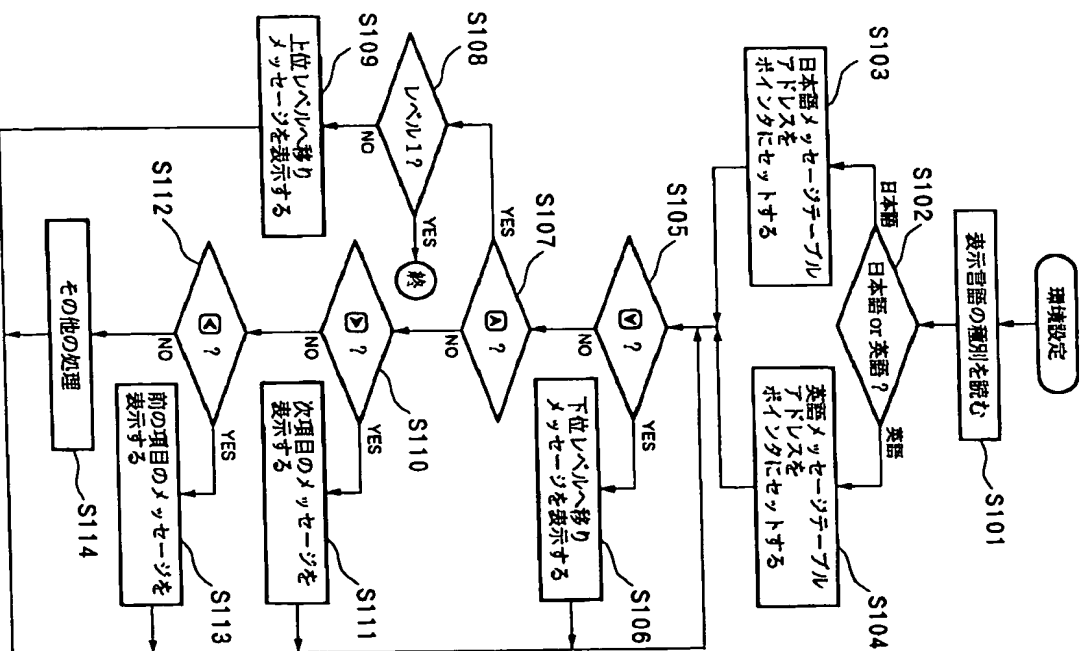 環境設定
表示言語の種別を読む
S101
S102
日本語 or 英語 ?
日本語
英語
S103
日本語メッセージテーブル
アドレスを
ポインタにセットする
英語メッセージテーブル
アドレスを
ポインタにセットする
S104
S105
∨ ?
YES
NO
下位レベルへ移り
メッセージを表示する
S106
S107
∧ ?
YES
NO
S108
レベル1?
YES
NO
終
S109
上位レベルへ移り
メッセージを表示する
> ?
S110
YES
NO
次項目のメッセージを
表示する
S111
S112
< ?
YES
NO
前の項目のメッセージを
表示する
S113
その他の処理
S114